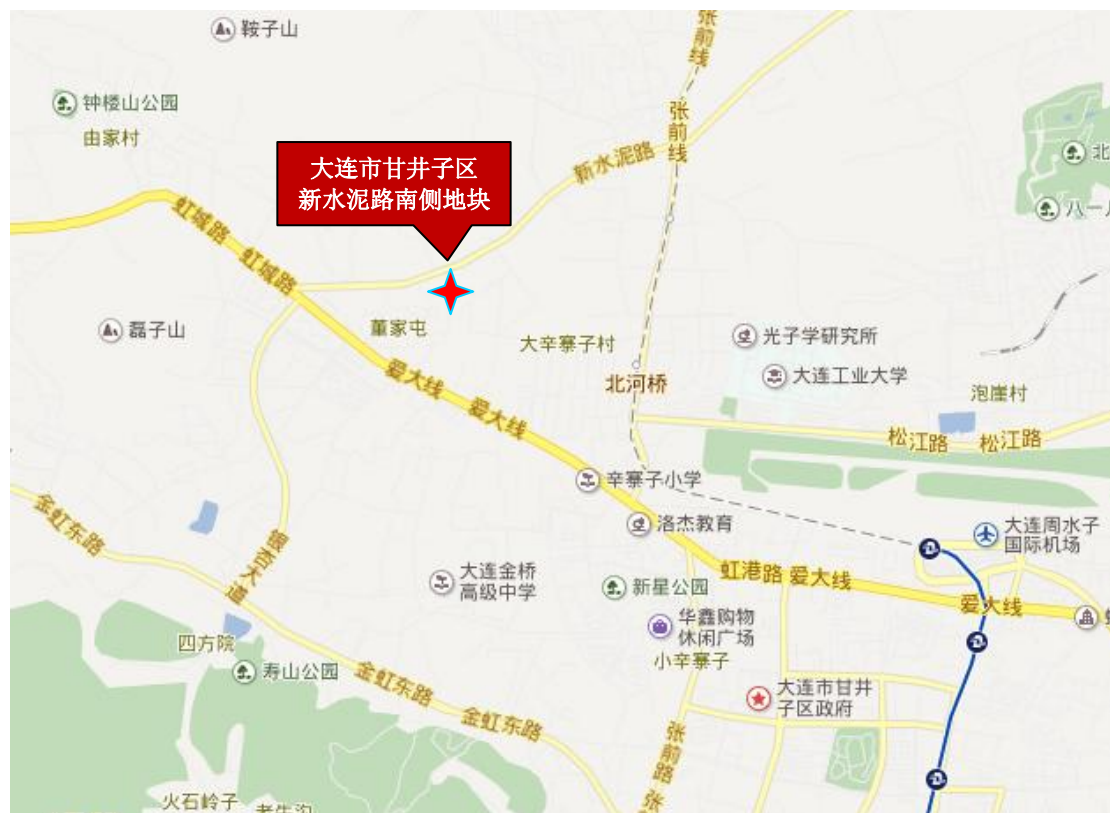 鞍子山
张前线
钟楼山公园
由家村
张前线
大连市甘井子区
新水泥路南侧地块
新水泥路
北
八一
虹城路
虹城路
磊子山
董家屯
大辛寨子村
光子学研究所
北河桥
大连工业大学
爱大线
泡崖村
爱大线
松江路
松江路
辛寨子小学
金虹东路
洛杰教育
大连周水子
国际机场
银杏大道
大连金桥
高级中学
虹港路
爱大线
新星公园
爱大线
华鑫购物
休闲广场
四方院
小辛寨子
寿山公园
金虹东路
大连市甘井
子区政府
金虹东路
张前路
火石岭子
张